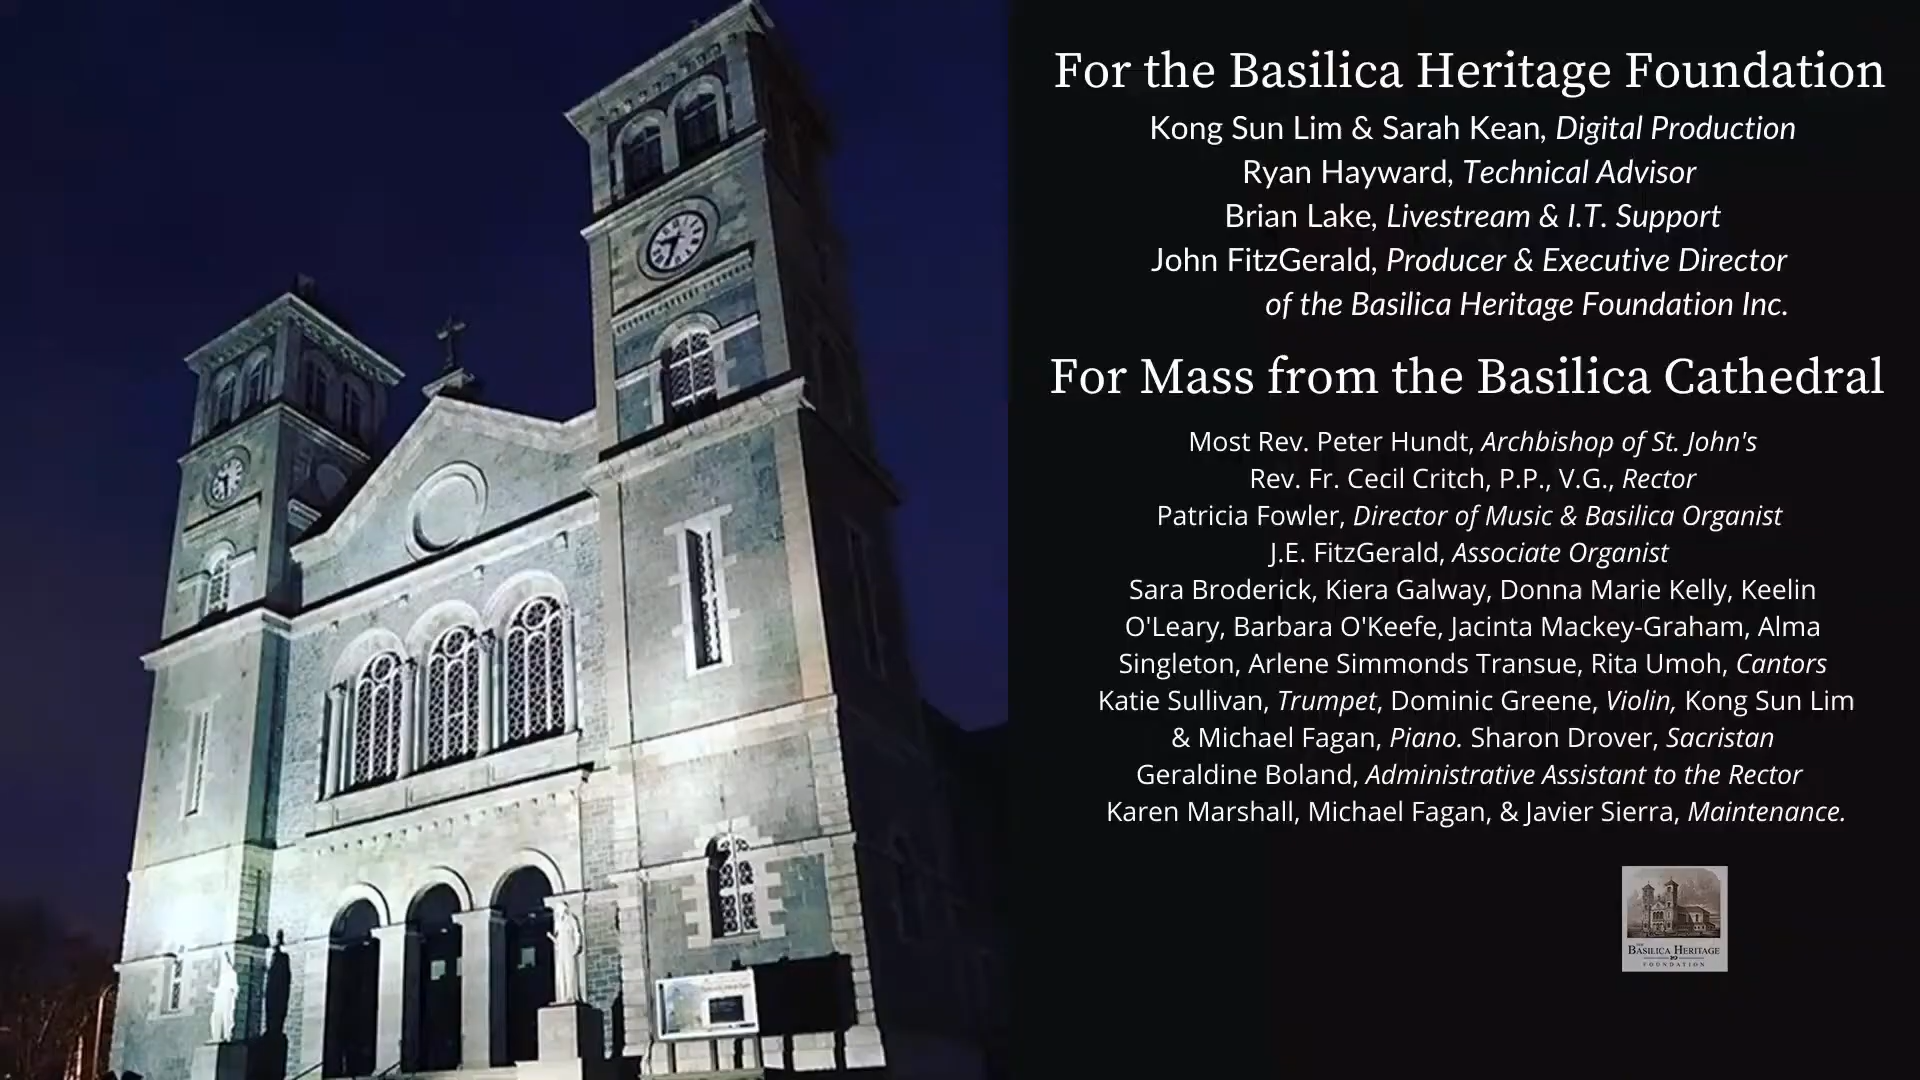 For the Basilica Heritage Foundation
Kong Sun Lim & Sarah Kean, Digital Production
Ryan Hayward, Technical Advisor
Brian Lake, Livestream & I.T. Support
John FitzGerald, Producer & Executive Director
of the Basilica Heritage Foundation Inc.
For Mass from the Basilica Cathedral
Most Rev. Peter Hundt, Archbishop of St. John's
Rev. Fr. Cecil Critch, P.P., V.G., Rector
Patricia Fowler, Director of Music & Basilica Organist
J.E. FitzGerald, Associate Organist
Sara Broderick, Kiera Galway, Donna Marie Kelly, Keelin
O'Leary, Barbara O'Keefe, Jacinta Mackey-Graham, Alma
Singleton, Arlene Simmonds Transue, Rita Umoh, Cantors
Katie Sullivan, Trumpet, Dominic Greene, Violin, Kong Sun Lim
& Michael Fagan, Piano. Sharon Drover, Sacristan
Geraldine Boland, Administrative Assistant to the Rector
Karen Marshall, Michael Fagan, & Javier Sierra, Maintenance.
THE
BASILICA HERITAGE
FOUNDATION